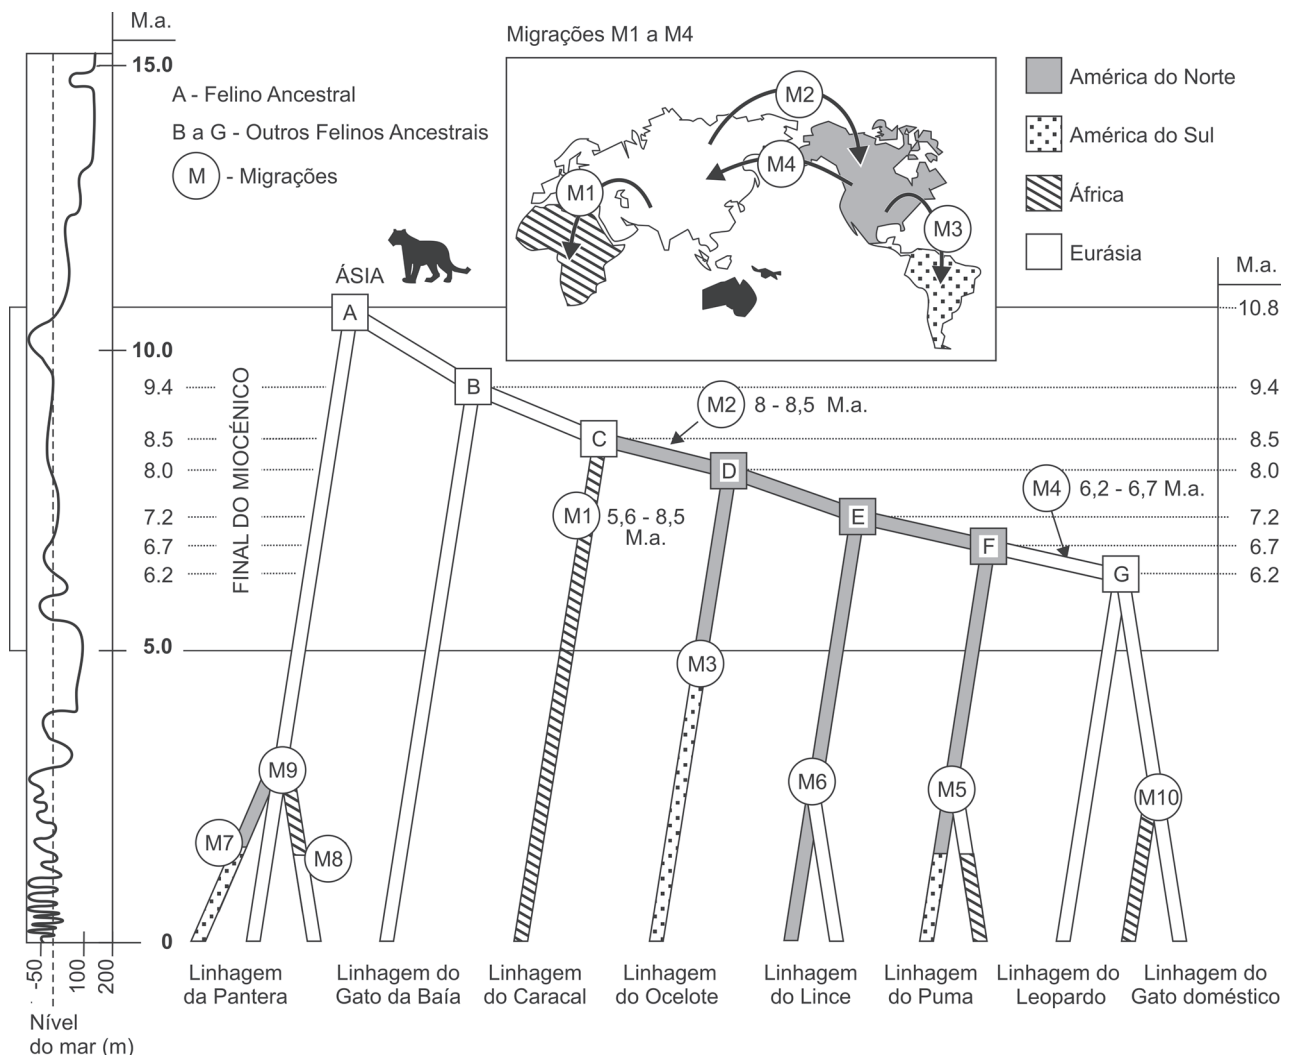 M.a.
15.0
A - Felino Ancestral
B a G - Outros Felinos Ancestrais
M - Migrações
Migrações M1 a M4
M2
M4
M1
M3
América do Norte
América do Sul
África
Eurásia
M.a.
ÁSIA
A
10.8
10.0
9.4
B
M2 8 - 8,5 M.a.
9.4
8.5
C
8.5
8.0
D
8.0
M4 6,2 - 6,7 M.a.
FINAL DO MIOCÉNICO
7.2
M1 5,6 - 8,5
M.a.
E
7.2
6.7
F
6.7
6.2
G
6.2
5.0
M3
M9
M6
M5
M10
M7
M8
0
-50
100
200
Nível
do mar (m)
Linhagem
da Pantera
Linhagem do
Gato da Baía
Linhagem
do Caracal
Linhagem
do Ocelote
Linhagem
do Lince
Linhagem
do Puma
Linhagem do
Leopardo
Linhagem do
Gato doméstico